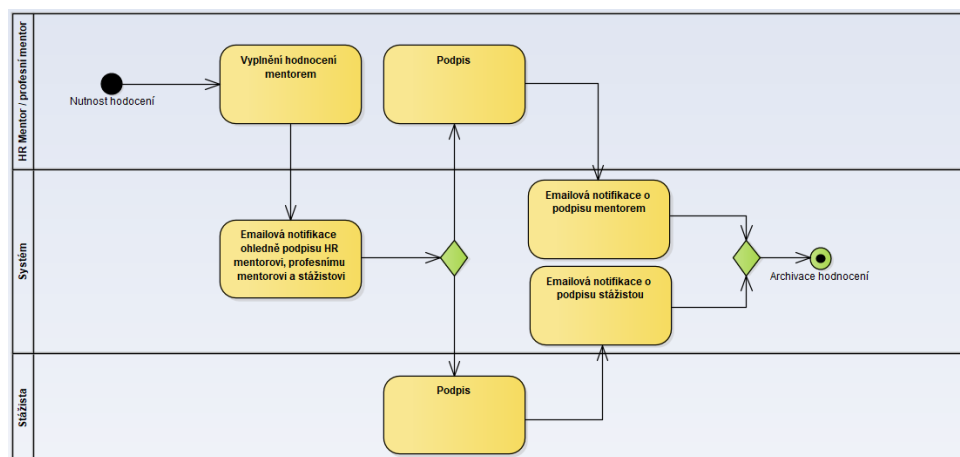 HR Mentor / profesní mentor
Nutnost hodocení
Vyplnění hodnocení
mentorem
Podpis
Systém
Emailová notifikace
ohledně podpisu HR
mentorovi, profesnímu
mentorovi a stážistovi
Emailová notifikace o
podpisu mentorem
Emailová notifikace o
podpisu stážistou
Archivace hodnocení
Stážista
Podpis